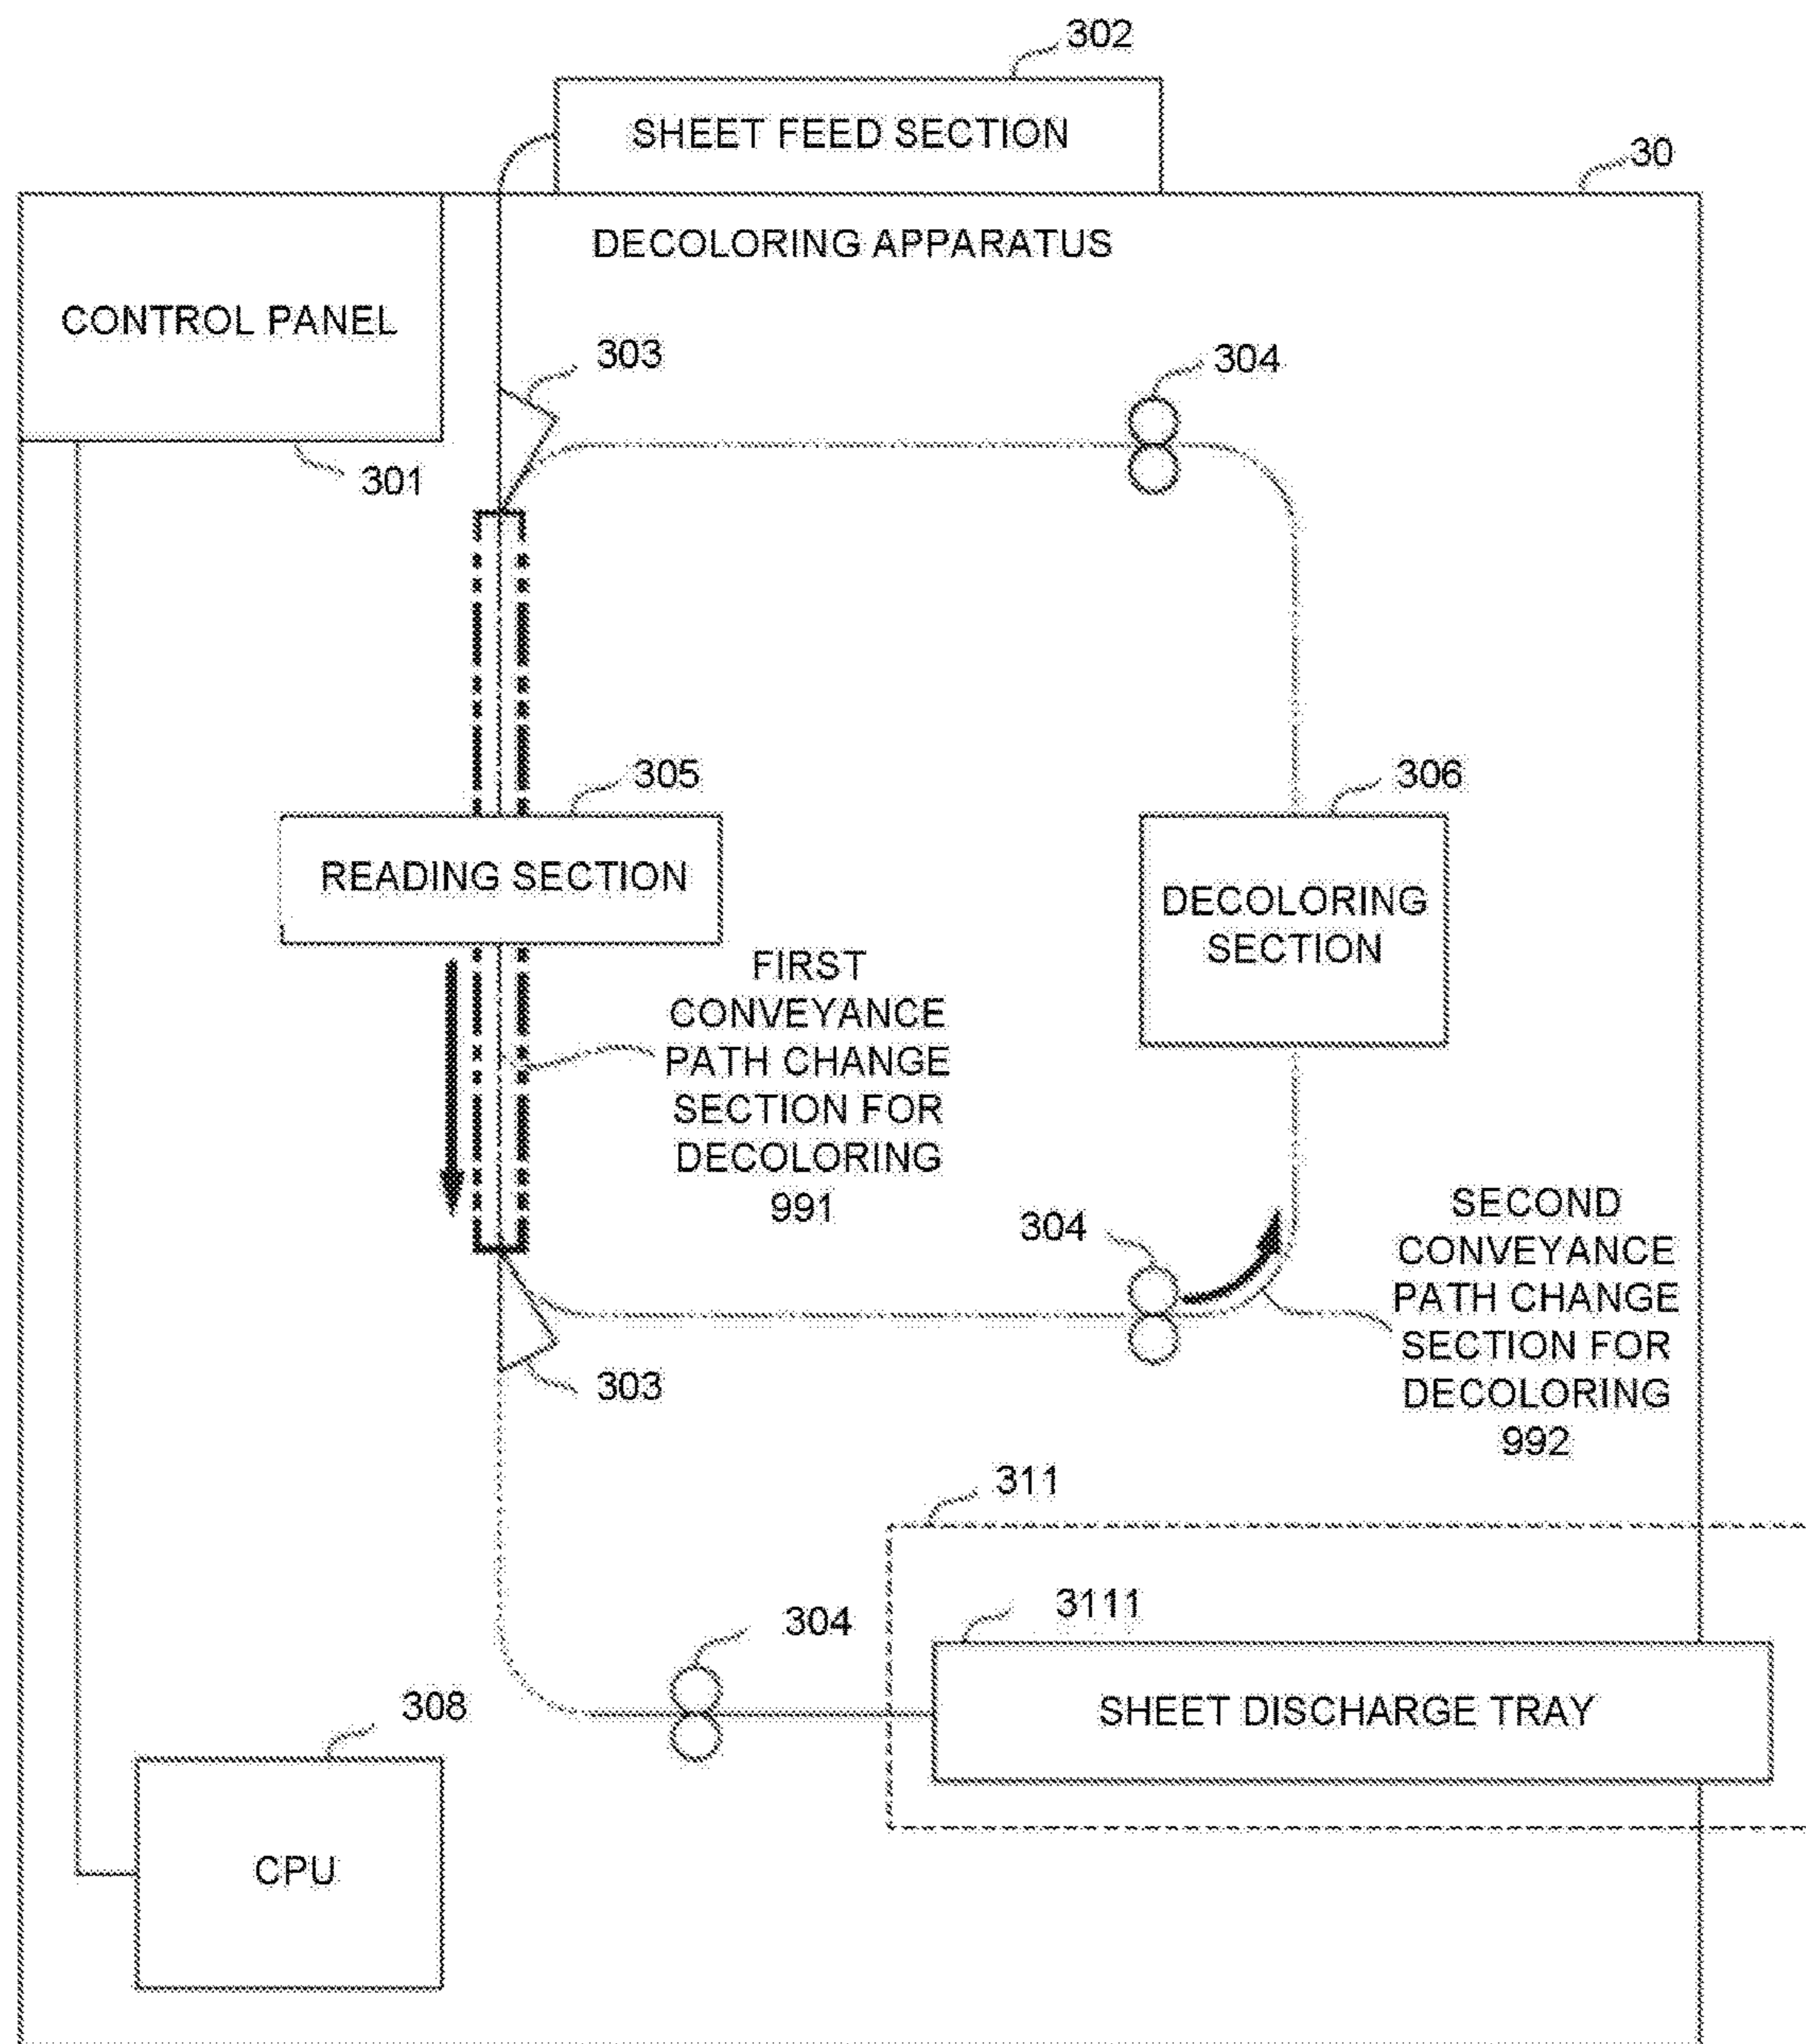 302
SHEET FEED SECTION
30
DECOLORING APPARATUS
CONTROL PANEL
303
304
301
305
306
READING SECTION
DECOLORING
SECTION
FIRST
CONVEYANCE
PATH CHANGE
SECTION FOR
DECOLORING
991
304
SECOND
CONVEYANCE
PATH CHANGE
SECTION FOR
DECOLORING
992
303
311
3111
304
SHEET DISCHARGE TRAY
308
CPU